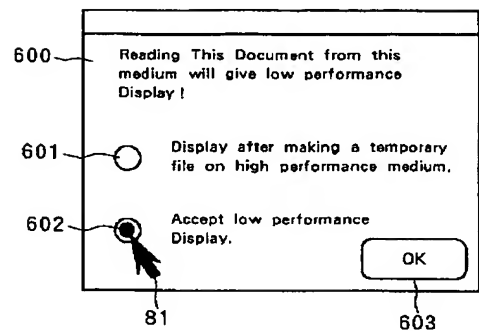 600
Reading This Document from this
medium will give low performance
Display !
601
Display after making a temporary
file on high performance medium.
602
Accept low performance
Display.
OK
81
603